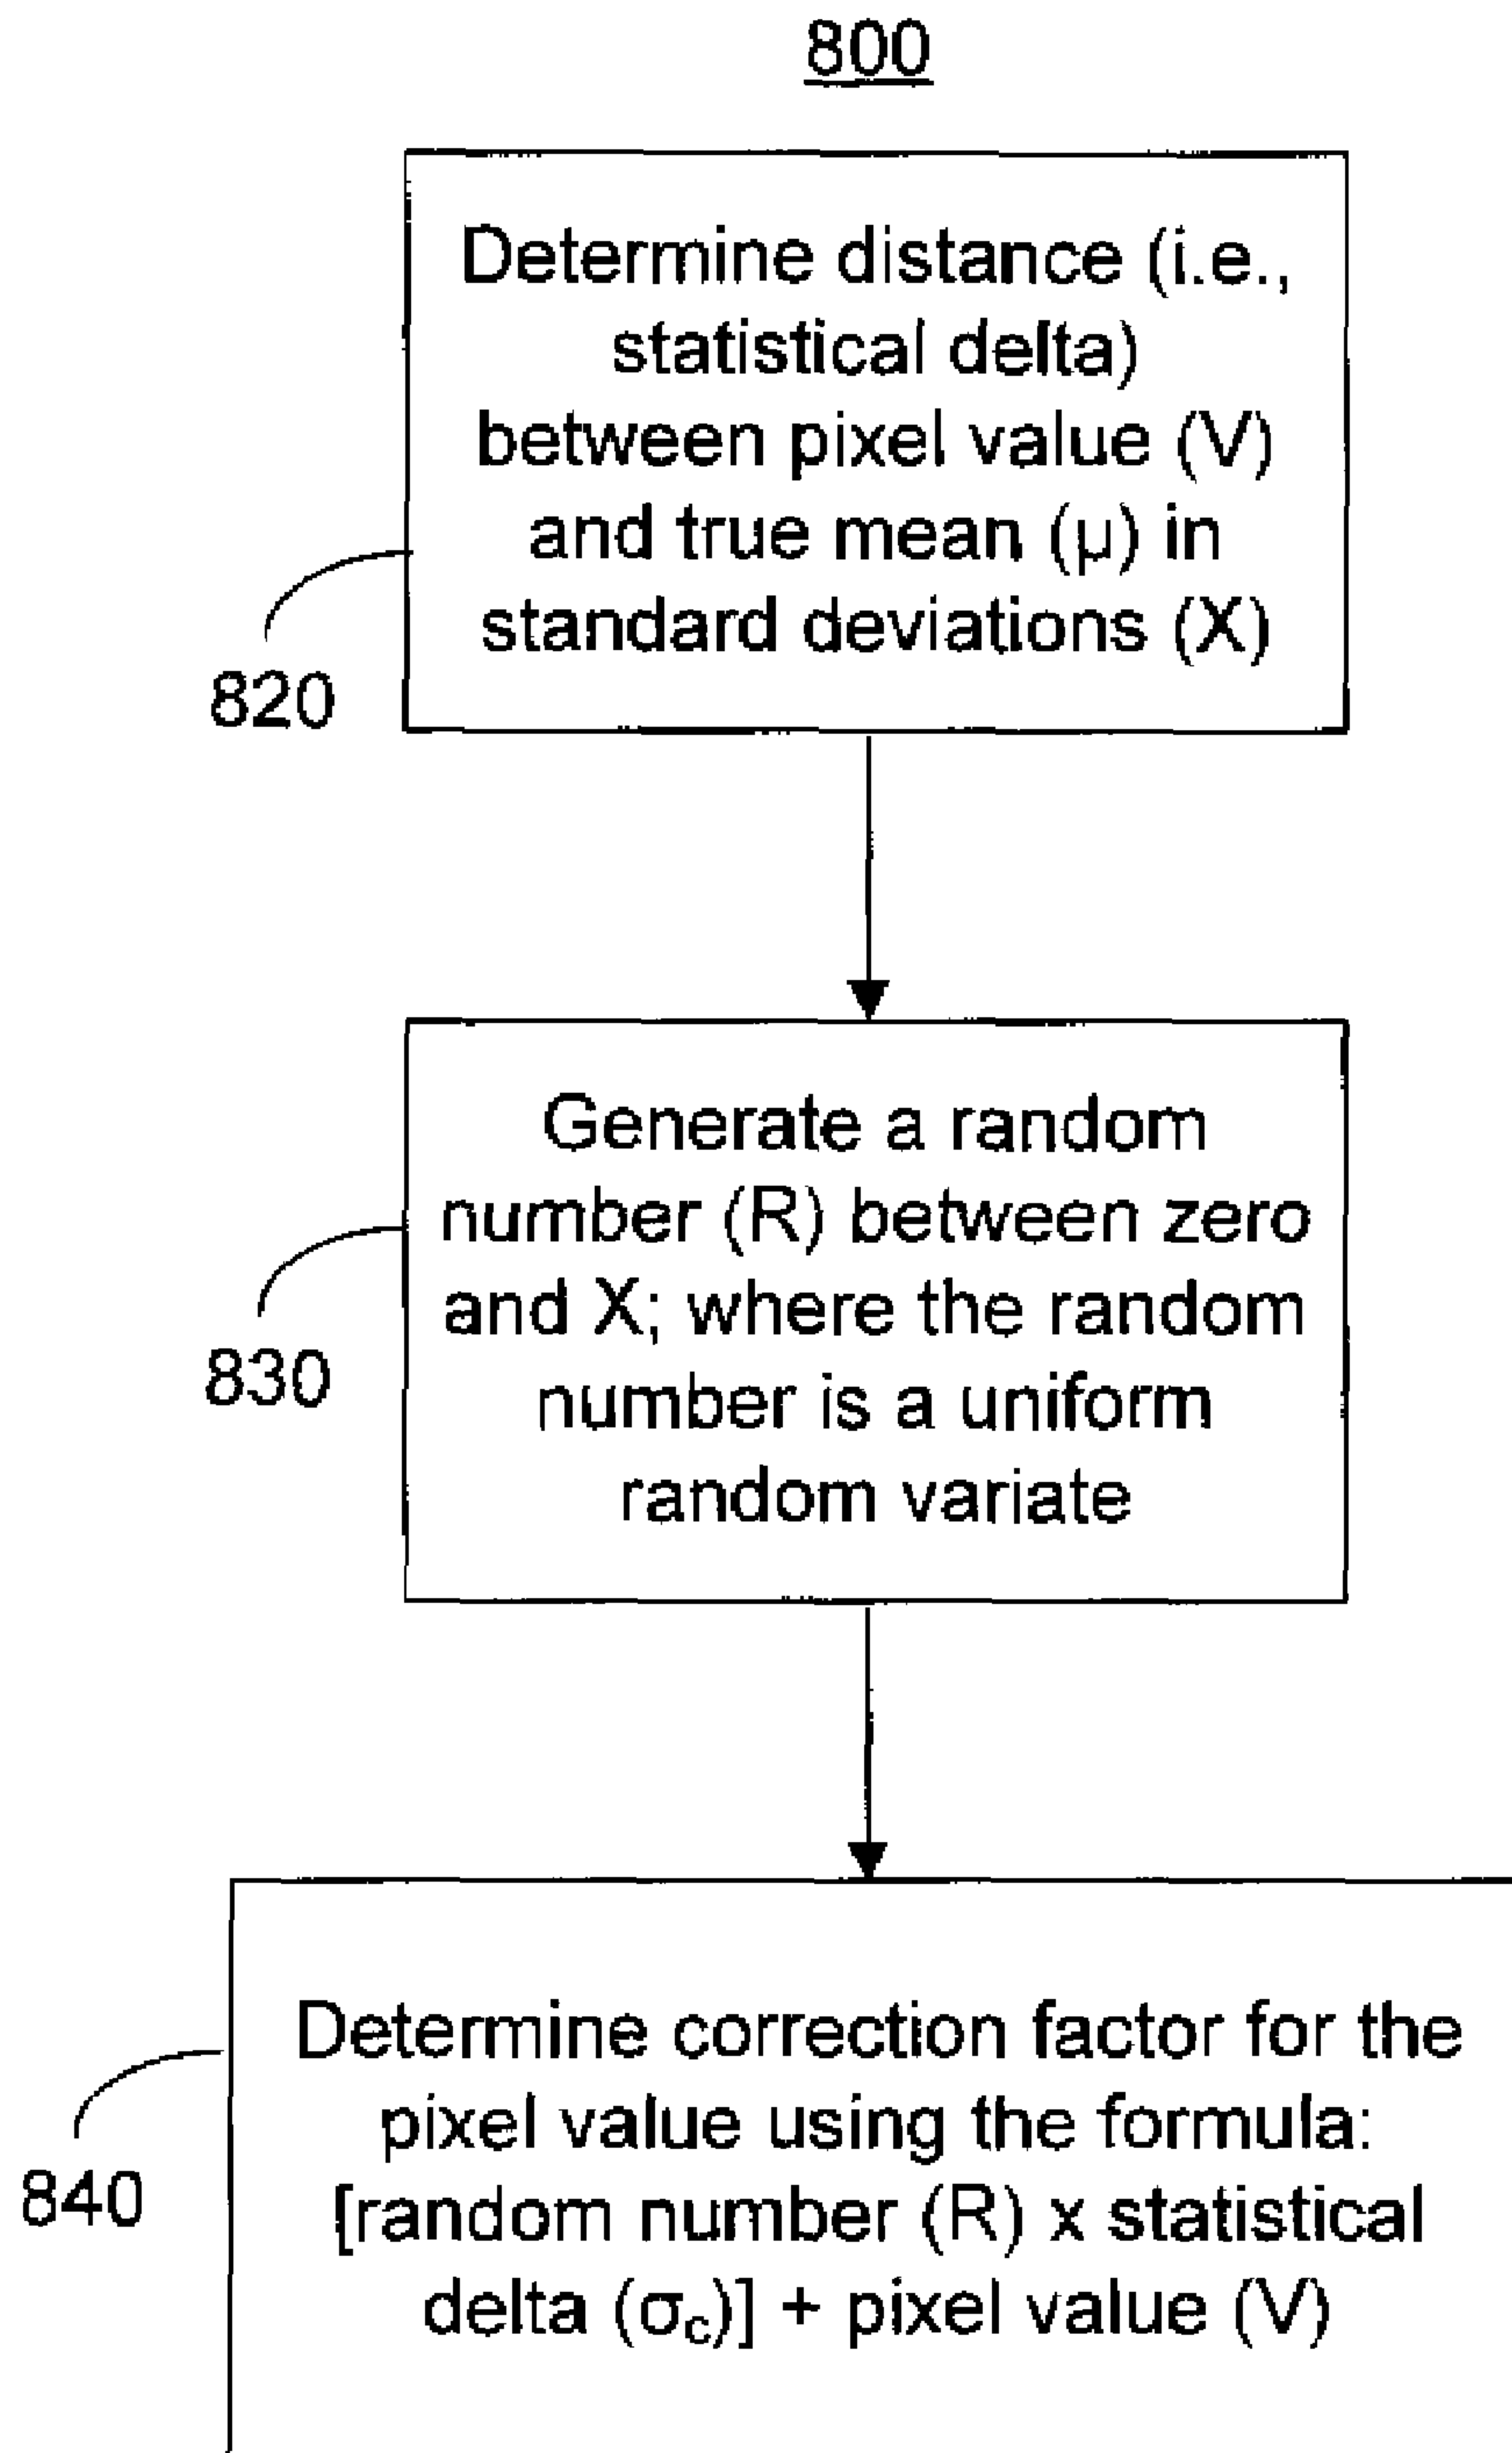 800
Determine distance (i.e.,
statistical delta)
between pixel value (V)
and true mean (μ) in
standard deviations (X)
820
Generate a random
number (R) between zero
and X; where the random
number is a uniform
random variate
830
Determine correction factor for the
pixel value using the formula:
[random number (R) x statistical
delta (σc)] + pixel value (V)
840